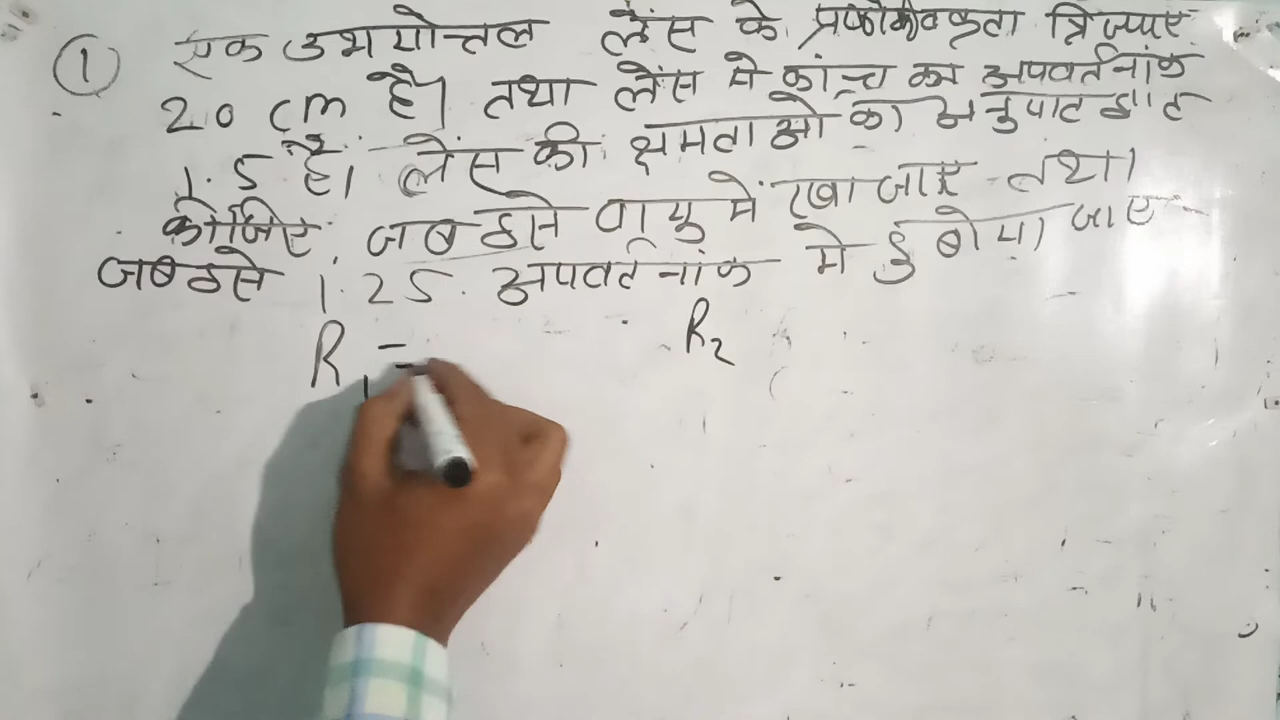 ① एक उभयोत्तल लेंस के वक्रता त्रिज्याए
20 cm है। तथा लेंस मे कांच का अपवर्तनांक
1.5 है। लेंस की क्षमताओ का अनुपात ज्ञात
कीजिए, जब इसे वायु में रखा जाए तथा
जब इसे 1.25 अपवर्तनांक मे डुबोया जाए
R₁ = R₂